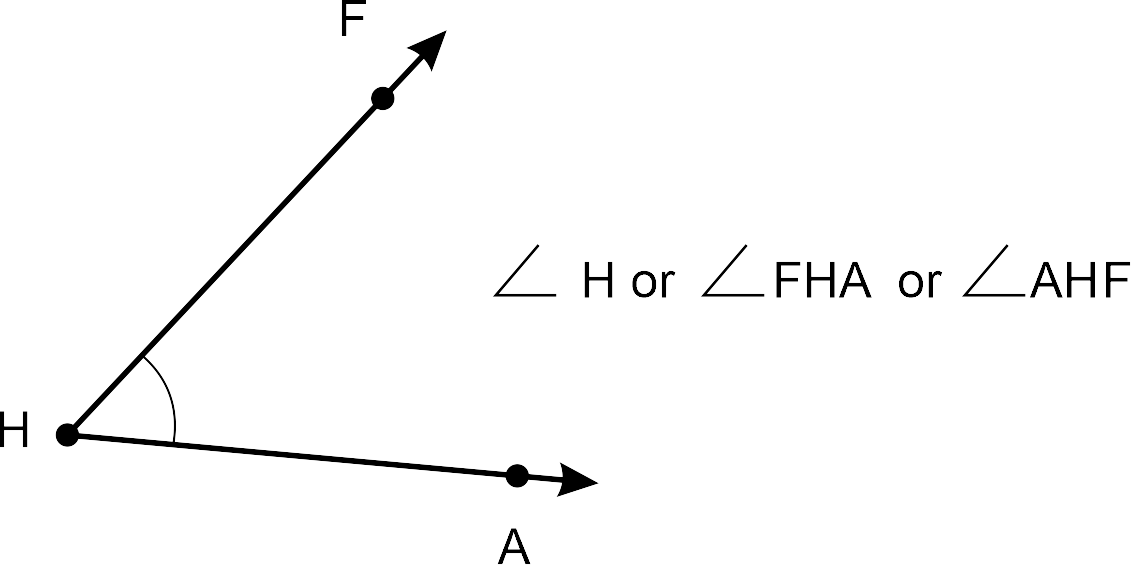 F
∠ H or ∠FHA or ∠AHF
H
A